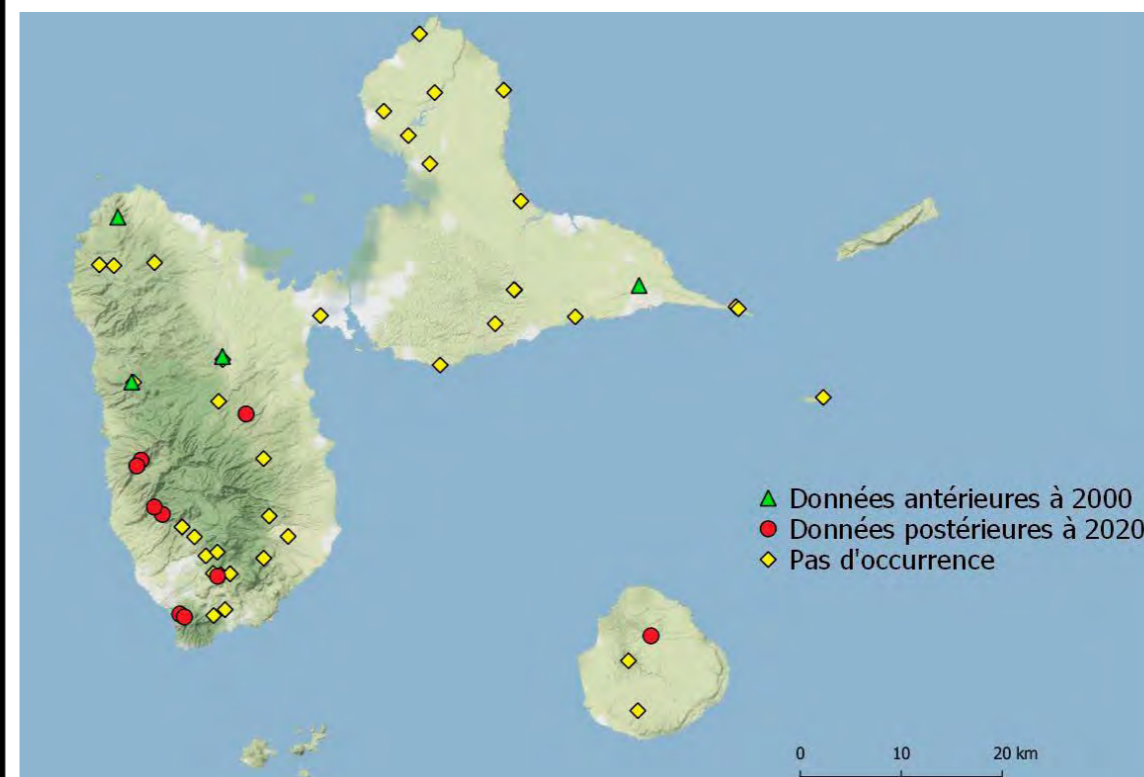 Données antérieures à 2000
Données postérieures à 2020
Pas d'occurrence
0 10 20 km